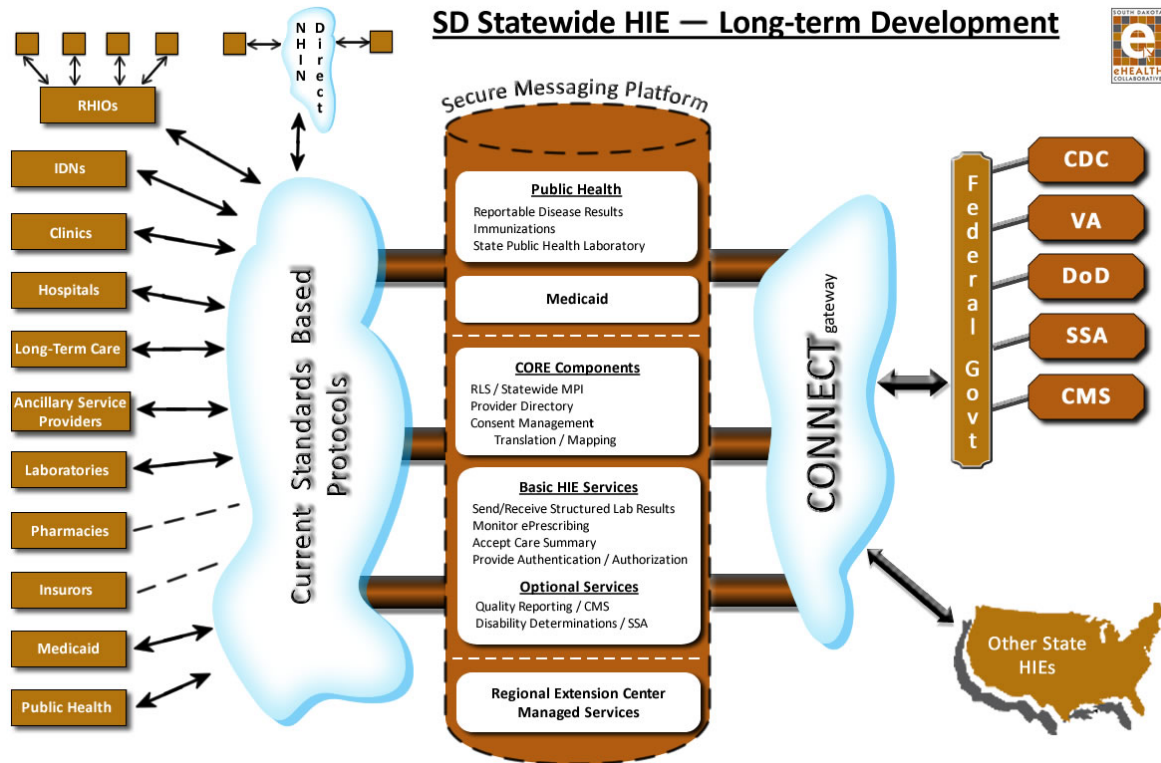 SD Statewide HIE — Long-term Development
SOUTH DAKOTA
e
eHEALTH
COLLABORATIVE
NHIN
Direct
RHIOs
IDNs
Clinics
Hospitals
Long-Term Care
Ancillary Service
Providers
Laboratories
Pharmacies
Insurors
Medicaid
Public Health
Current Standards Based
Protocols
Secure Messaging Platform
Public Health
Reportable Disease Results
Immunizations
State Public Health Laboratory
Medicaid
CORE Components
RLS / Statewide MPI
Provider Directory
Consent Management
Translation / Mapping
Basic HIE Services
Send/Receive Structured Lab Results
Monitor ePrescribing
Accept Care Summary
Provide Authentication / Authorization
Optional Services
Quality Reporting / CMS
Disability Determinations / SSA
Regional Extension Center
Managed Services
CONNECT gateway
Federal Govt
CDC
VA
DoD
SSA
CMS
Other State
HIEs